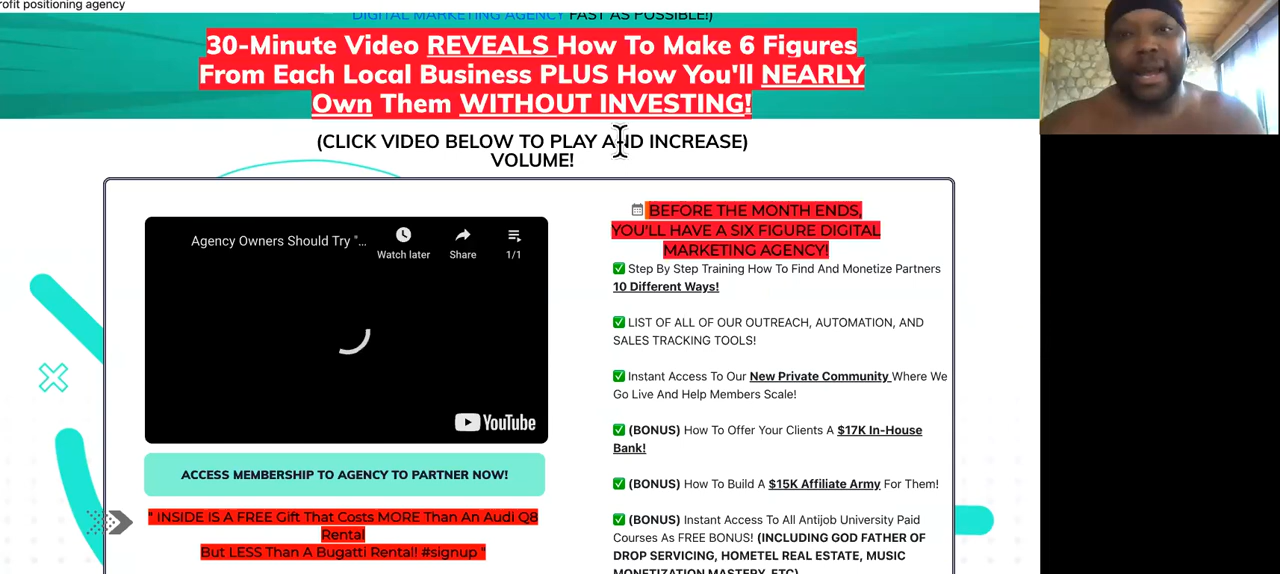 rofit positioning agency
DIGITAL MARKETING AGENCY FAST AS POSSIBLE!)
30-Minute Video REVEALS How To Make 6 Figures
From Each Local Business PLUS How You'll NEARLY
Own Them WITHOUT INVESTING!
(CLICK VIDEO BELOW TO PLAY AND INCREASE)
VOLUME!
Agency Owners Should Try "...
Watch later
Share
1/1
YouTube
ACCESS MEMBERSHIP TO AGENCY TO PARTNER NOW!
" INSIDE IS A FREE Gift That Costs MORE Than An Audi Q8
Rental
But LESS Than A Bugatti Rental! #signup "
BEFORE THE MONTH ENDS,
YOU'LL HAVE A SIX FIGURE DIGITAL
MARKETING AGENCY!
✅ Step By Step Training How To Find And Monetize Partners
10 Different Ways!
✅ LIST OF ALL OF OUR OUTREACH, AUTOMATION, AND
SALES TRACKING TOOLS!
✅ Instant Access To Our New Private Community Where We
Go Live And Help Members Scale!
✅ (BONUS) How To Offer Your Clients A $17K In-House
Bank!
✅ (BONUS) How To Build A $15K Affiliate Army For Them!
✅ (BONUS) Instant Access To All Antijob University Paid
Courses As FREE BONUS! (INCLUDING GOD FATHER OF
DROP SERVICING, HOMETEL REAL ESTATE, MUSIC
MONETIZATION MASTERY, ETC)